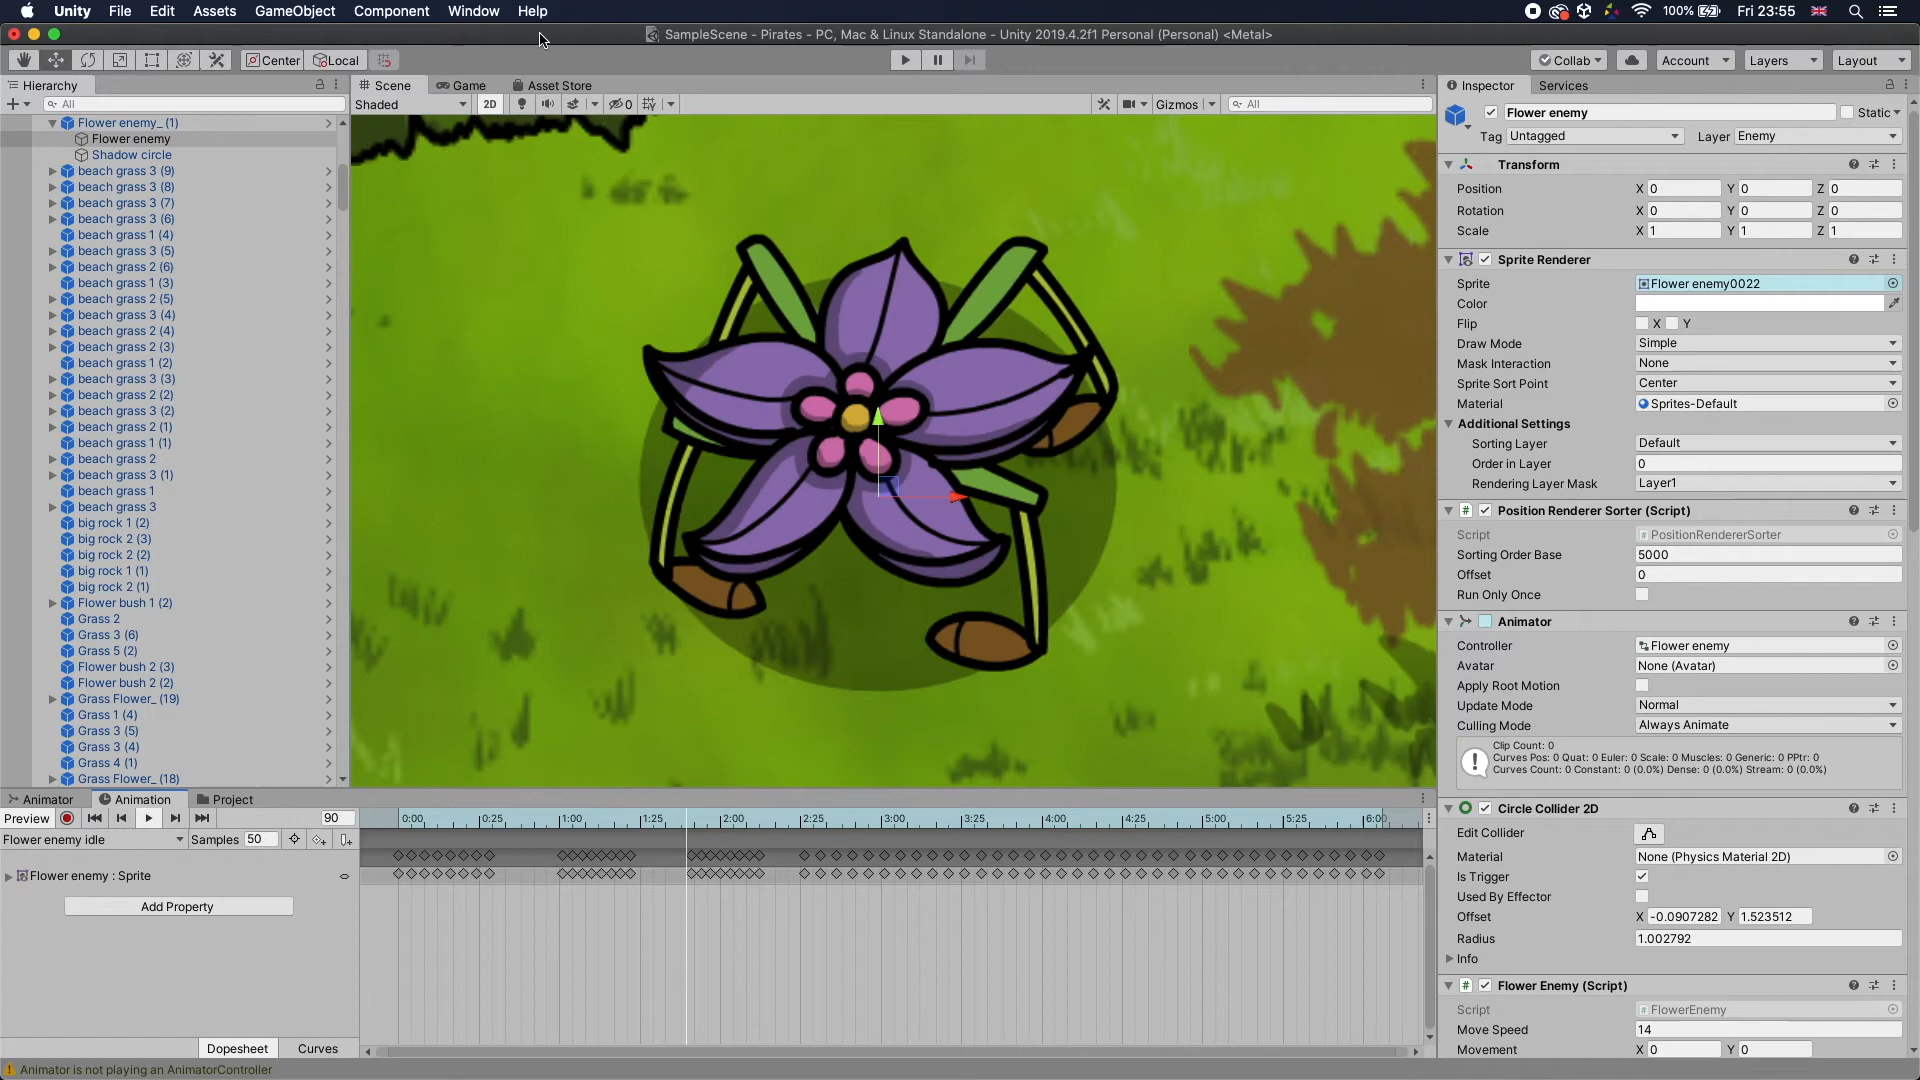 Unity File Edit Assets GameObject Component Window Help 100% Fri 23:55
SampleScene - Pirates - PC, Mac & Linux Standalone - Unity 2019.4.2f1 Personal (Personal) <Metal>
Center Local Collab Account Layers Layout
Hierarchy
All
Flower enemy_ (1)
Flower enemy
Shadow circle
beach grass 3 (9)
beach grass 3 (8)
beach grass 3 (7)
beach grass 3 (6)
beach grass 1 (4)
beach grass 3 (5)
beach grass 2 (6)
beach grass 1 (3)
beach grass 2 (5)
beach grass 3 (4)
beach grass 2 (4)
beach grass 2 (3)
beach grass 1 (2)
beach grass 3 (3)
beach grass 2 (2)
beach grass 3 (2)
beach grass 2 (1)
beach grass 1 (1)
beach grass 2
beach grass 3 (1)
beach grass 1
beach grass 3
big rock 1 (2)
big rock 2 (3)
big rock 2 (2)
big rock 1 (1)
big rock 2 (1)
Flower bush 1 (2)
Grass 2
Grass 3 (6)
Grass 5 (2)
Flower bush 2 (3)
Flower bush 2 (2)
Grass Flower_ (19)
Grass 1 (4)
Grass 3 (5)
Grass 3 (4)
Grass 4 (1)
Grass Flower_ (18)
Scene Game Asset Store
Shaded 2D 0 Gizmos All
Inspector Services
Flower enemy Static
Tag Untagged Layer Enemy
Transform
Position X 0 Y 0 Z 0
Rotation X 0 Y 0 Z 0
Scale X 1 Y 1 Z 1
Sprite Renderer
Sprite Flower enemy0022
Color
Flip X Y
Draw Mode Simple
Mask Interaction None
Sprite Sort Point Center
Material Sprites-Default
Additional Settings
Sorting Layer Default
Order in Layer 0
Rendering Layer Mask Layer1
Position Renderer Sorter (Script)
Script PositionRendererSorter
Sorting Order Base 5000
Offset 0
Run Only Once
Animator
Controller Flower enemy
Avatar None (Avatar)
Apply Root Motion
Update Mode Normal
Culling Mode Always Animate
Clip Count: 0
Curves Pos: 0 Quat: 0 Euler: 0 Scale: 0 Muscles: 0 Generic: 0 PPtr: 0
Curves Count: 0 Constant: 0 (0.0%) Dense: 0 (0.0%) Stream: 0 (0.0%)
Circle Collider 2D
Edit Collider
Material None (Physics Material 2D)
Is Trigger
Used By Effector
Offset X -0.0907282 Y 1.523512
Radius 1.002792
Info
Flower Enemy (Script)
Script FlowerEnemy
Move Speed 14
Movement X 0 Y 0
Animator Animation Project
Preview 90 0:00 0:25 1:00 1:25 2:00 2:25 3:00 3:25 4:00 4:25 5:00 5:25 6:00
Flower enemy idle Samples 50
Flower enemy : Sprite
Add Property
Dopesheet Curves
Animator is not playing an AnimatorController